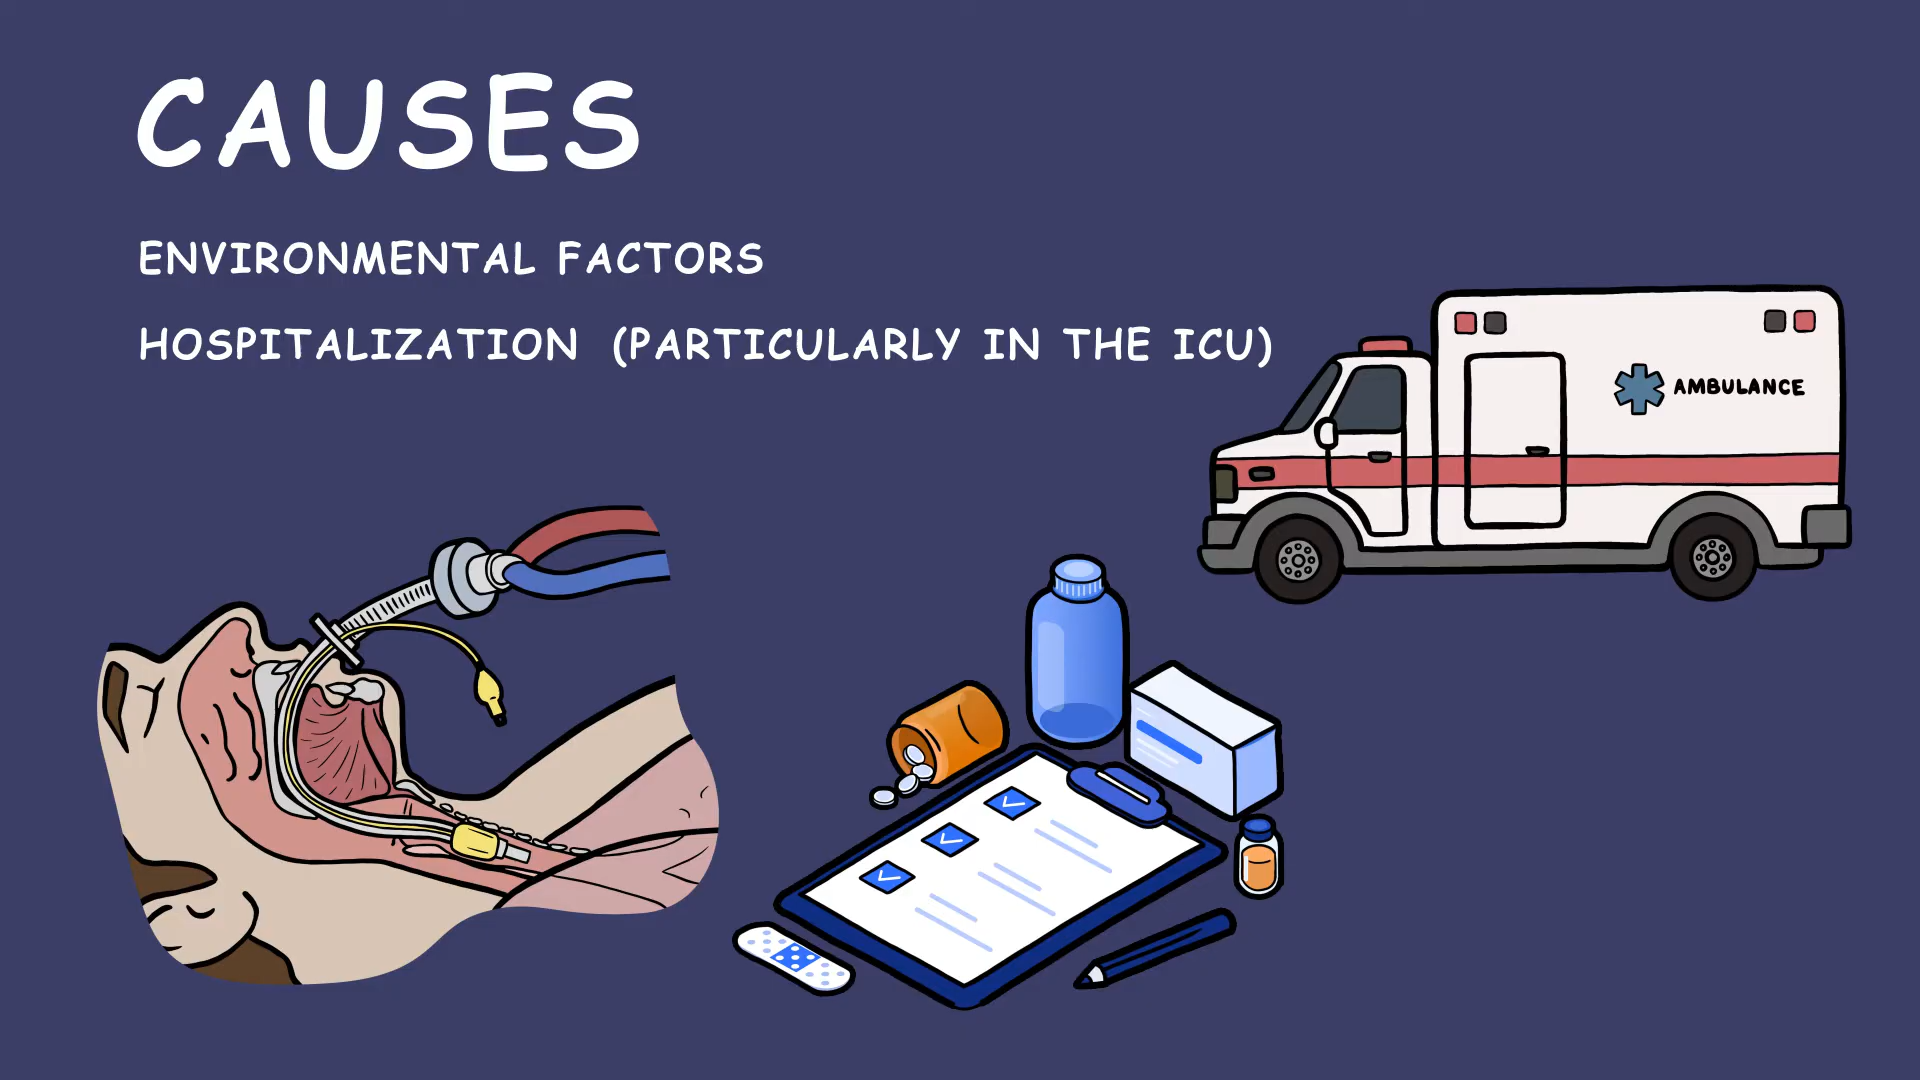 CAUSES
ENVIRONMENTAL FACTORS
HOSPITALIZATION (PARTICULARLY IN THE ICU)
AMBULANCE